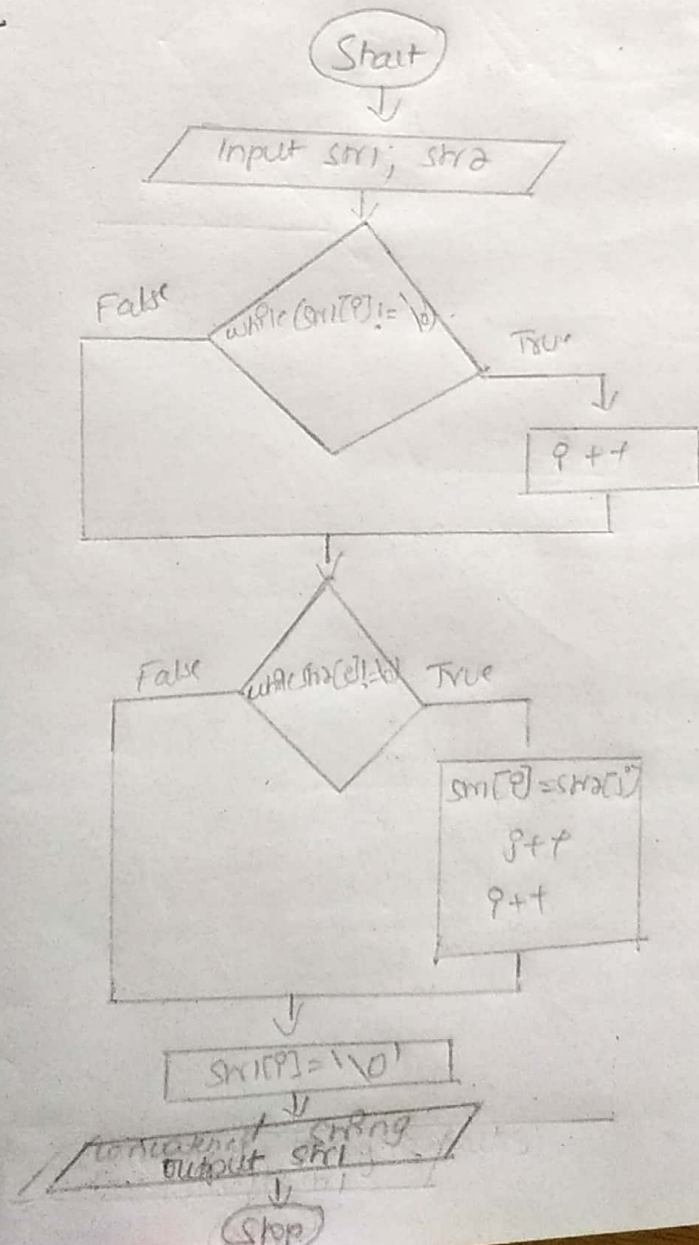 Start
Input str1; str2
while(str1[i]!=\0)
False
True
i++
while str2[j]!=\0)
False
True
str1[i]=str2[j]
j++
i++
str1[i]='\0'
string
output str1
Stop